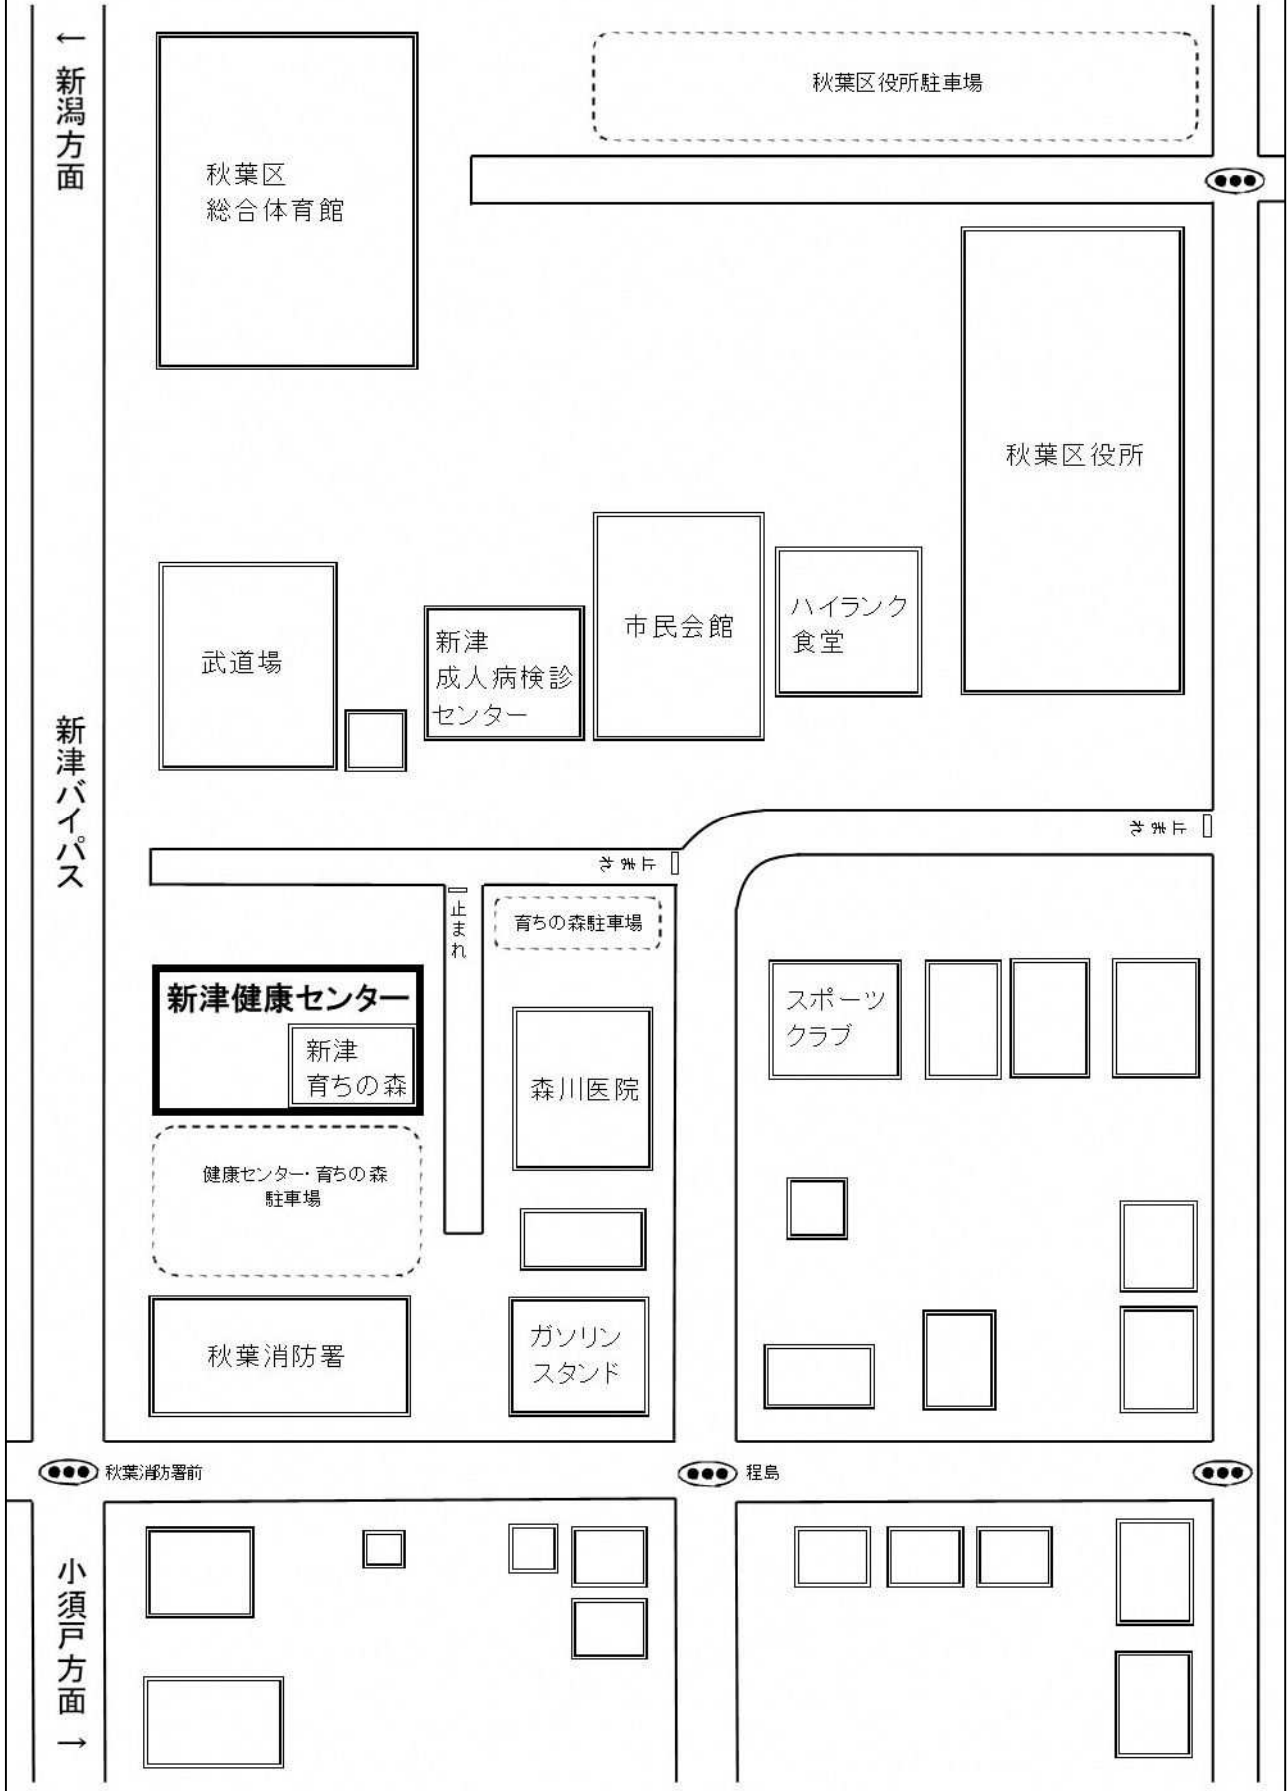 ← 新潟方面
秋葉区役所駐車場
秋葉区
総合体育館
秋葉区役所
市民会館
ハイランク
食堂
新津
成人病検診
センター
武道場
新津バイパス
止まれ
止まれ
止まれ
育ちの森駐車場
新津健康センター
新津
育ちの森
スポーツ
クラブ
森川医院
健康センター・育ちの森
駐車場
秋葉消防署
ガソリン
スタンド
秋葉消防署前
程島
小須戸方面 →